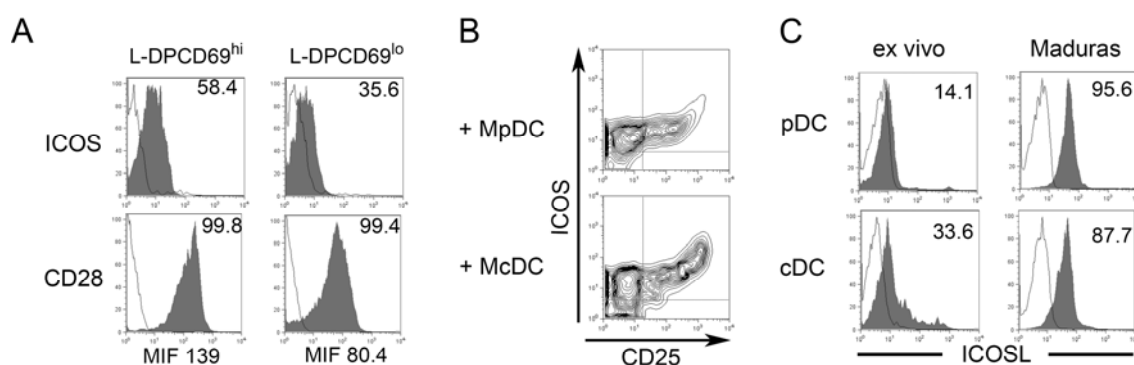 A
L-DPCD69hi
L-DPCD69lo
ICOS
58.4
35.6
CD28
99.8
99.4
MIF 139
MIF 80.4
B
+ MpDC
+ McDC
ICOS
CD25
C
ex vivo
Maduras
pDC
14.1
95.6
cDC
33.6
87.7
ICOSL